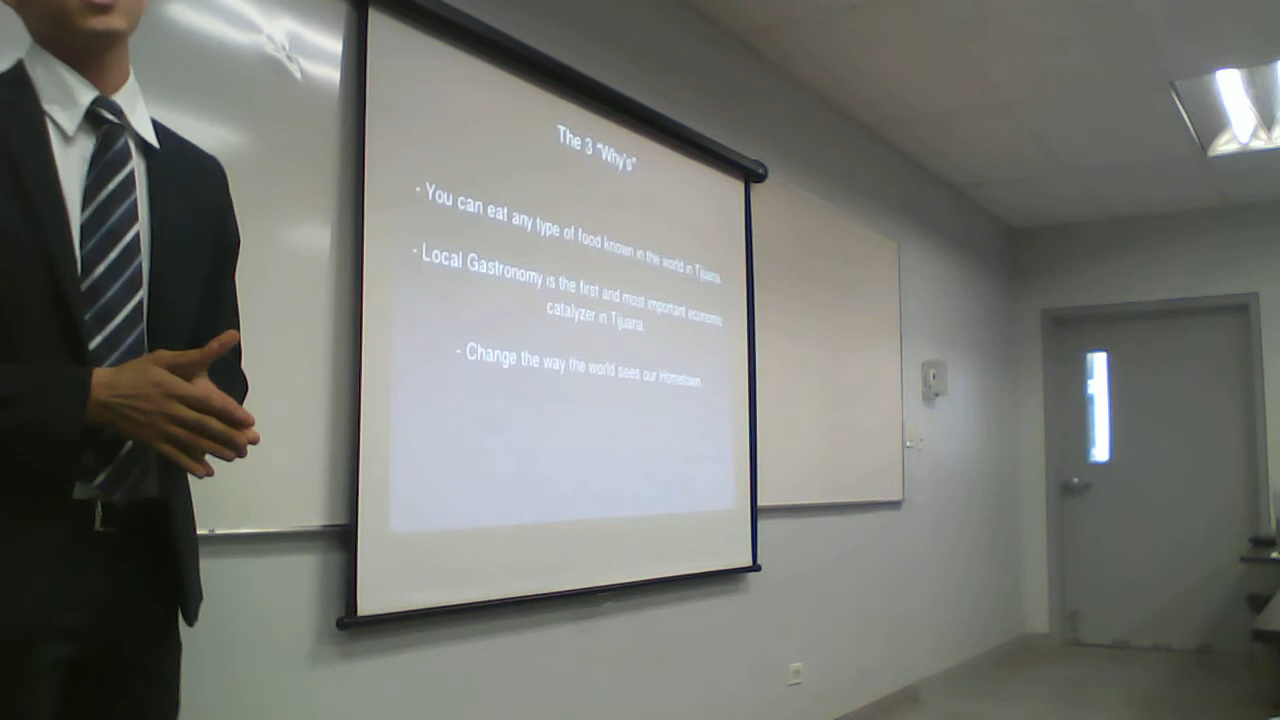 The 3 "Why's"
- You can eat any type of food known in the world in Tijuana.
- Local Gastronomy is the first and most important economic
catalyzer in Tijuana.
- Change the way the world sees our Hometown.